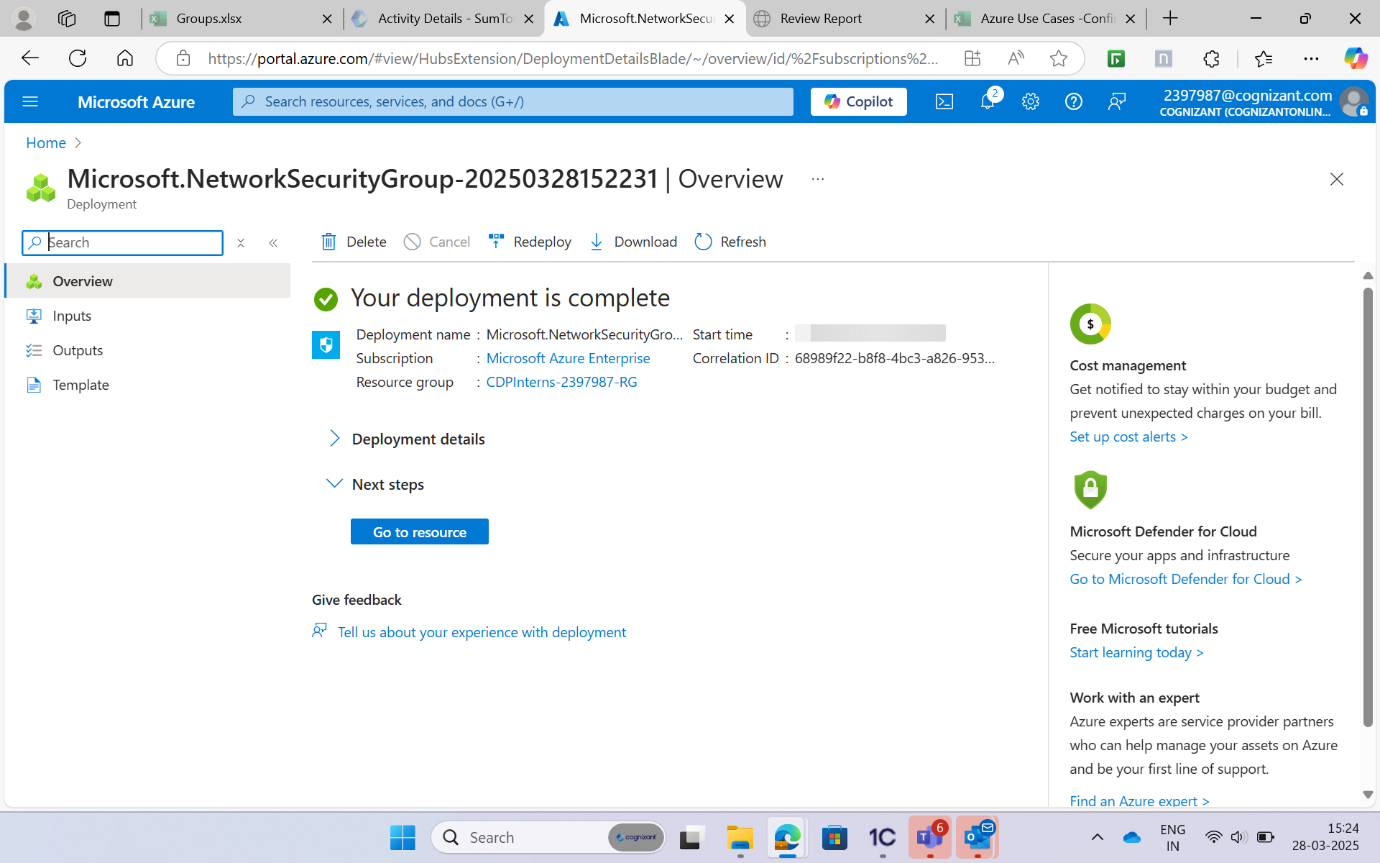 Groups.xlsx
Activity Details - SumTo
Microsoft.NetworkSecu
Review Report
Azure Use Cases -Confi
https://portal.azure.com/#view/HubsExtension/DeploymentDetailsBlade/~/overview/id/%2Fsubscriptions%2...
Microsoft Azure
Search resources, services, and docs (G+/)
Copilot
2
2397987@cognizant.com
COGNIZANT (COGNIZANTONLIN...
Home
Microsoft.NetworkSecurityGroup-20250328152231 | Overview ...
Deployment
Search
Delete
Cancel
Redeploy
Download
Refresh
Overview
Inputs
Outputs
Template
Your deployment is complete
Deployment name : Microsoft.NetworkSecurityGro...
Subscription : Microsoft Azure Enterprise
Resource group : CDPInterns-2397987-RG
Start time :
Correlation ID : 68989f22-b8f8-4bc3-a826-953...
Deployment details
Next steps
Go to resource
Give feedback
Tell us about your experience with deployment
$
Cost management
Get notified to stay within your budget and
prevent unexpected charges on your bill.
Set up cost alerts >
Microsoft Defender for Cloud
Secure your apps and infrastructure
Go to Microsoft Defender for Cloud >
Free Microsoft tutorials
Start learning today >
Work with an expert
Azure experts are service provider partners
who can help manage your assets on Azure
and be your first line of support.
Find an Azure expert >
Search
cognizant
1C
T
6
ENG
IN
15:24
28-03-2025